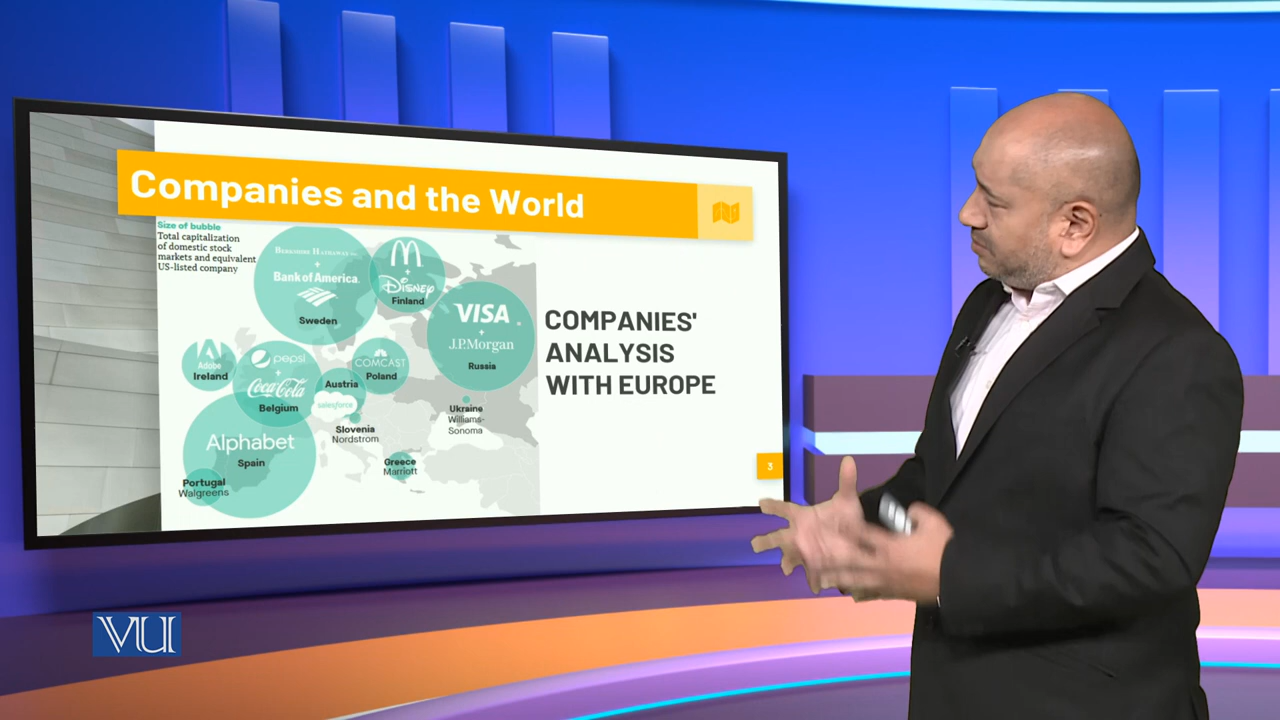 Companies and the World
Size of bubble
Total capitalization
of domestic stock
markets and equivalent
US-listed company
BERKSHIRE HATHAWAY INC.
+
Bank of America.
Sweden
+
DISNEY
Finland
VISA
+
J.P.Morgan
Russia
Adobe
Ireland
pepsi
+
Coca-Cola
Belgium
Austria
salesforce
COMCAST
Poland
Slovenia
Nordstrom
Ukraine
Williams-
Sonoma
Alphabet
Spain
Portugal
Walgreens
Greece
Marriott
COMPANIES'
ANALYSIS
WITH EUROPE
3
VU